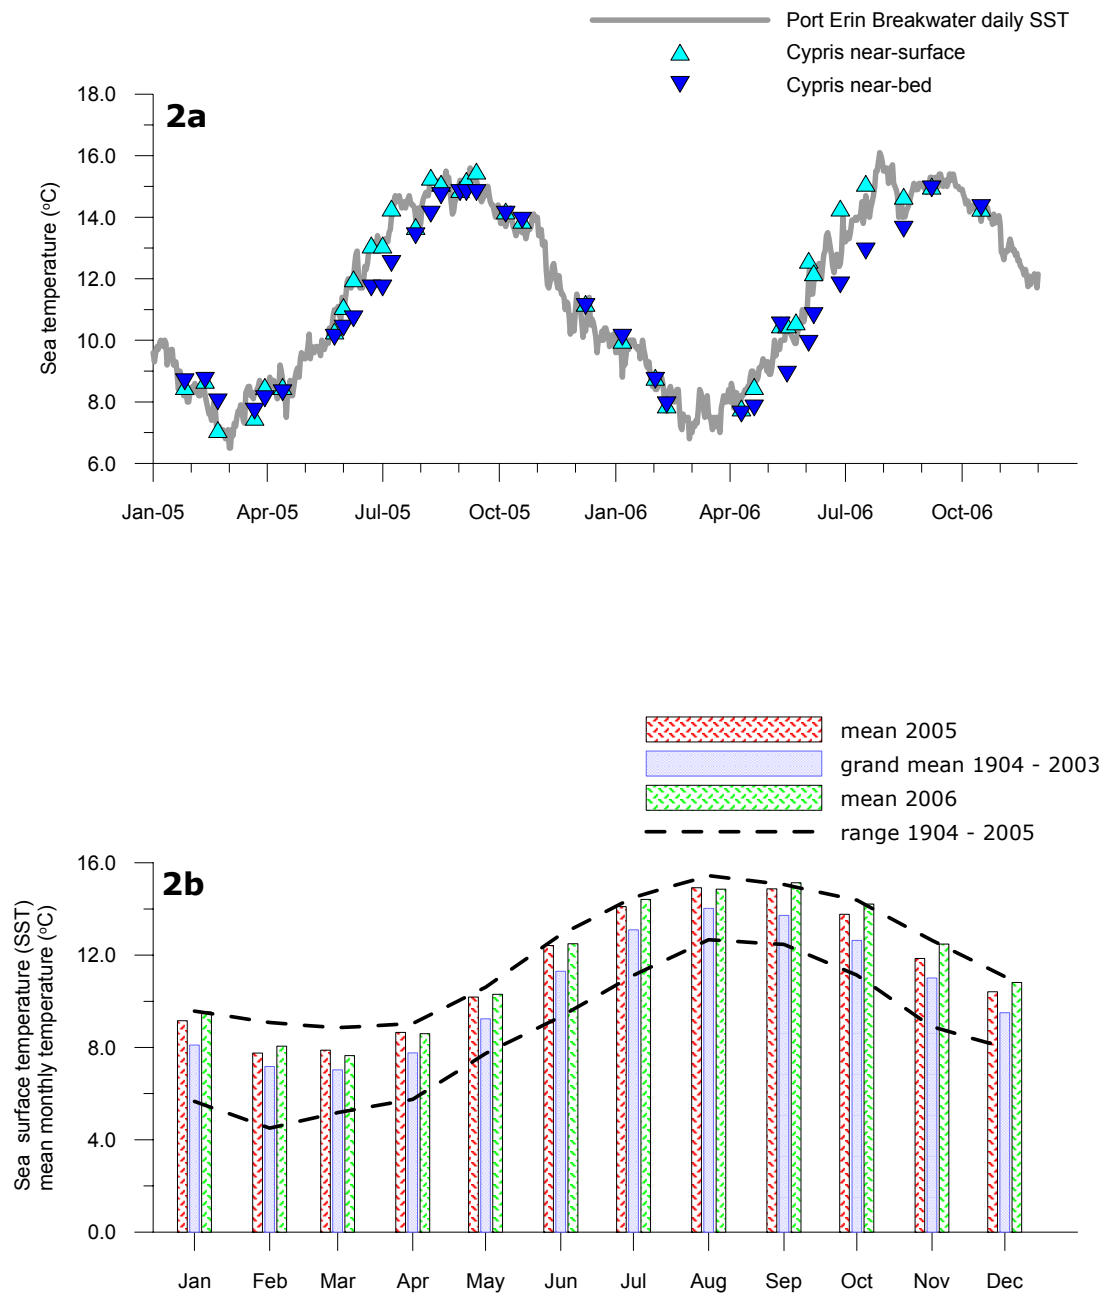 Port Erin Breakwater daily SST
Cypris near-surface
Cypris near-bed
2a
Sea temperature (ºC)
18.0
16.0
14.0
12.0
10.0
8.0
6.0
Jan-05 Apr-05 Jul-05 Oct-05 Jan-06 Apr-06 Jul-06 Oct-06
mean 2005
grand mean 1904 - 2003
mean 2006
range 1904 - 2005
2b
Sea surface temperature (SST)
mean monthly temperature (ºC)
16.0
12.0
8.0
4.0
0.0
Jan Feb Mar Apr May Jun Jul Aug Sep Oct Nov Dec